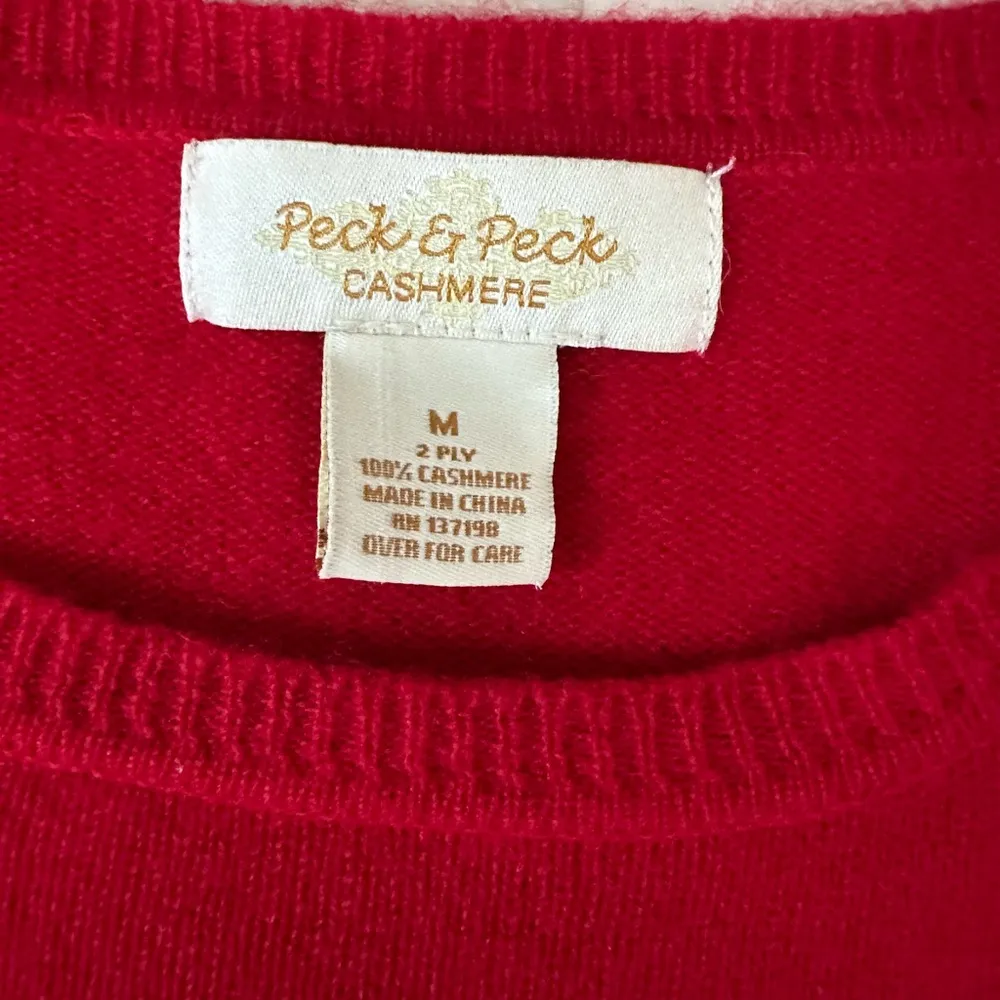 Peck & Peck
CASHMERE
M
2 PLY
100% CASHMERE
MADE IN CHINA
RN 137198
OVER FOR CARE